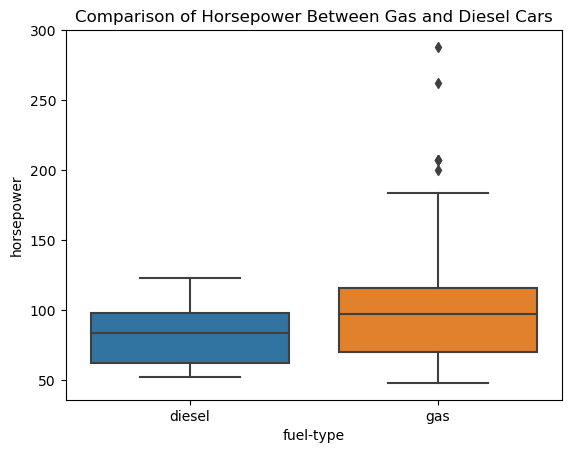 Comparison of Horsepower Between Gas and Diesel Cars
300
250
200
150
100
50
horsepower
diesel
gas
fuel-type